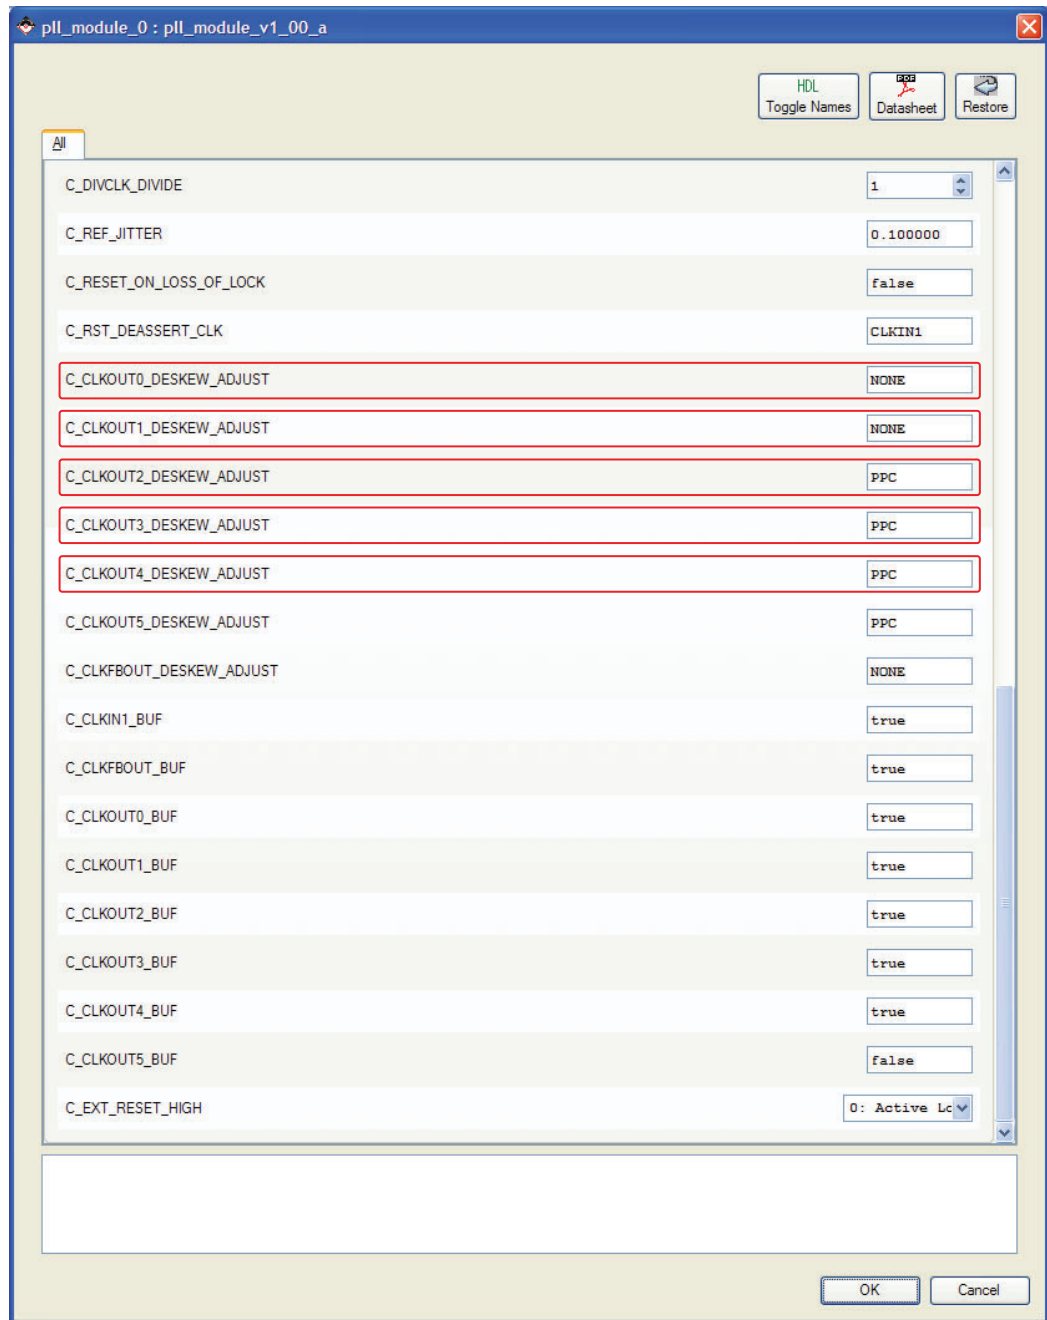 pll_module_0 : pll_module_v1_00_a
HDL
Toggle Names
PDF
Datasheet
Restore
All
C_DIVCLK_DIVIDE 1
C_REF_JITTER 0.100000
C_RESET_ON_LOSS_OF_LOCK false
C_RST_DEASSERT_CLK CLKIN1
C_CLKOUT0_DESKEW_ADJUST NONE
C_CLKOUT1_DESKEW_ADJUST NONE
C_CLKOUT2_DESKEW_ADJUST PPC
C_CLKOUT3_DESKEW_ADJUST PPC
C_CLKOUT4_DESKEW_ADJUST PPC
C_CLKOUT5_DESKEW_ADJUST PPC
C_CLKFBOUT_DESKEW_ADJUST NONE
C_CLKIN1_BUF true
C_CLKFBOUT_BUF true
C_CLKOUT0_BUF true
C_CLKOUT1_BUF true
C_CLKOUT2_BUF true
C_CLKOUT3_BUF true
C_CLKOUT4_BUF true
C_CLKOUT5_BUF false
C_EXT_RESET_HIGH 0: Active Lo
OK
Cancel